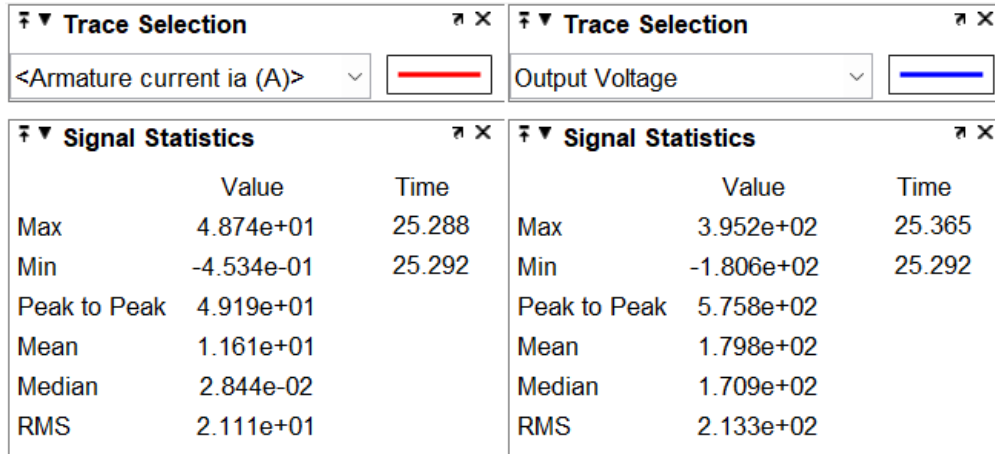 Trace Selection
<Armature current ia (A)>
Signal Statistics
Value Time
Max 4.874e+01 25.288
Min -4.534e-01 25.292
Peak to Peak 4.919e+01
Mean 1.161e+01
Median 2.844e-02
RMS 2.111e+01
Trace Selection
Output Voltage
Signal Statistics
Value Time
Max 3.952e+02 25.365
Min -1.806e+02 25.292
Peak to Peak 5.758e+02
Mean 1.798e+02
Median 1.709e+02
RMS 2.133e+02